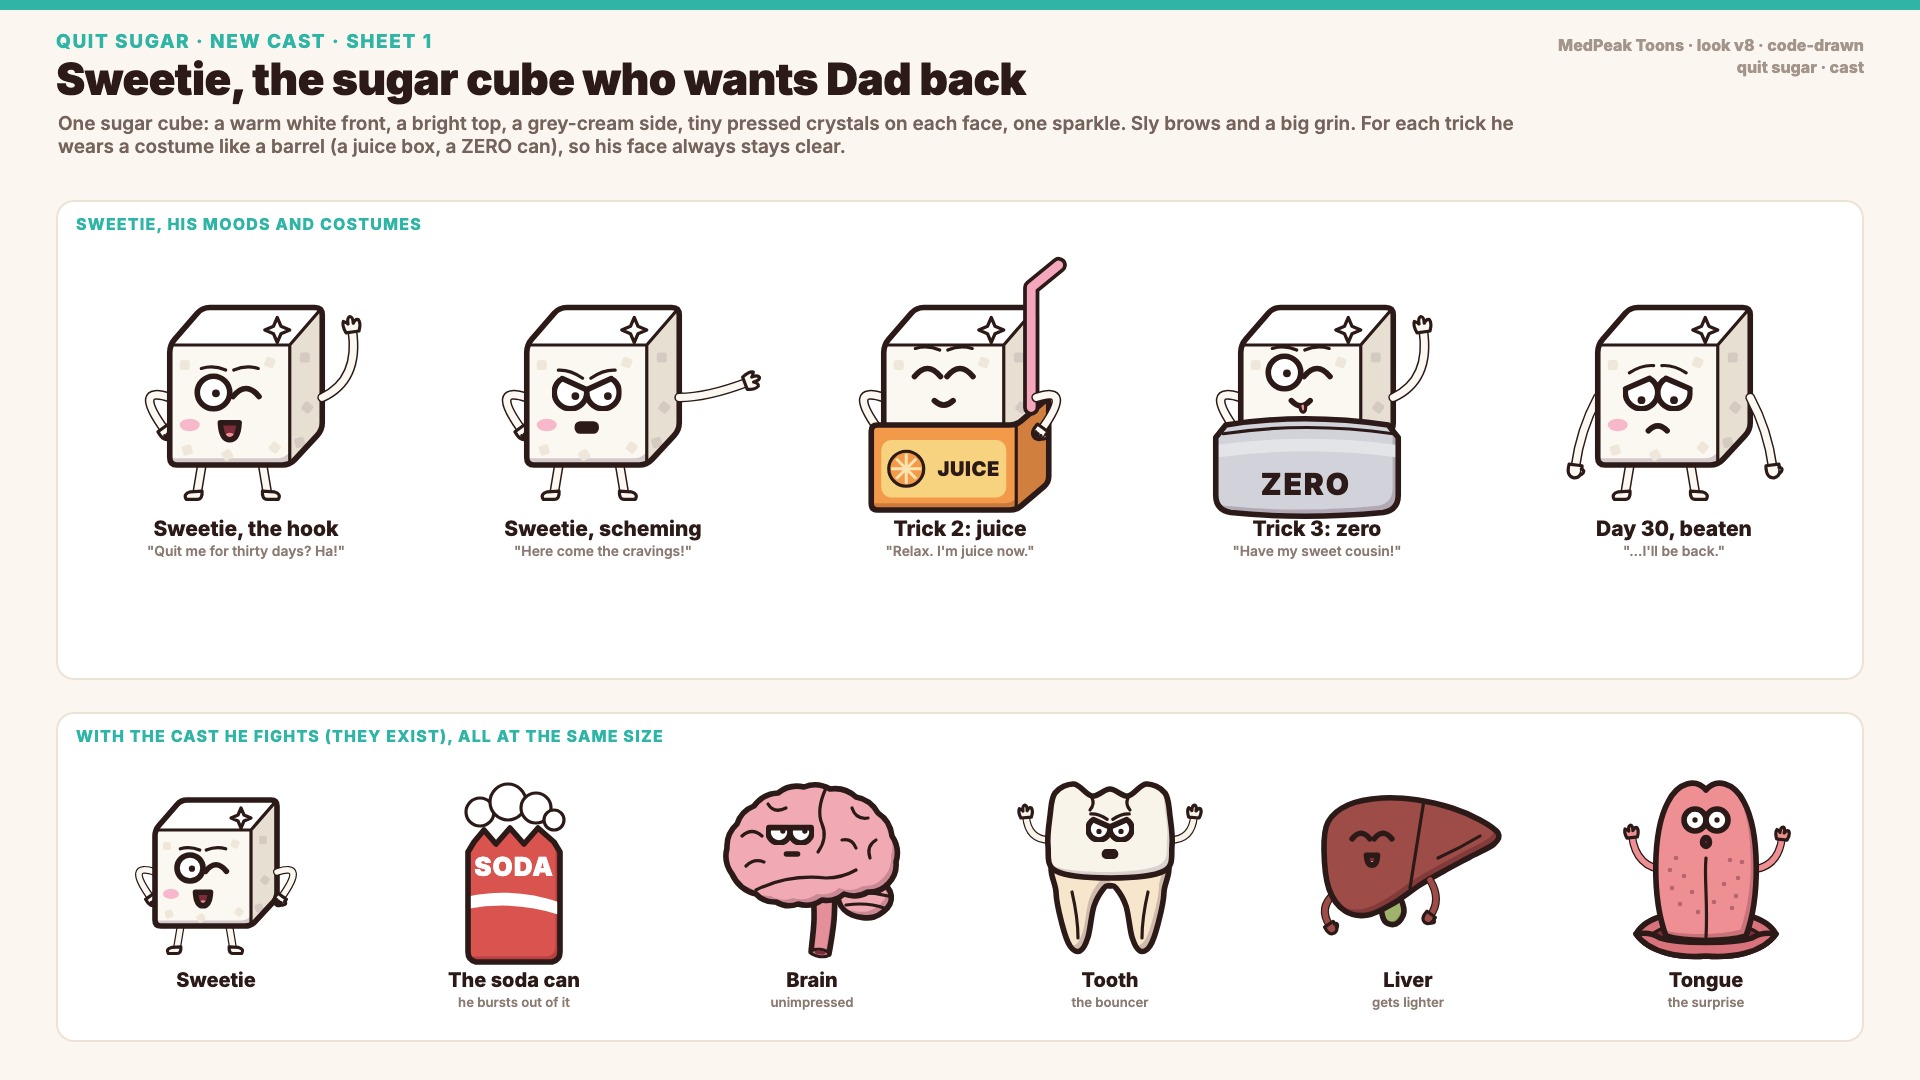 QUIT SUGAR · NEW CAST · SHEET 1
MedPeak Toons · look v8 · code-drawn
quit sugar · cast
Sweetie, the sugar cube who wants Dad back
One sugar cube: a warm white front, a bright top, a grey-cream side, tiny pressed crystals on each face, one sparkle. Sly brows and a big grin. For each trick he
wears a costume like a barrel (a juice box, a ZERO can), so his face always stays clear.
SWEETIE, HIS MOODS AND COSTUMES
JUICE
ZERO
Sweetie, the hook
"Quit me for thirty days? Ha!"
Sweetie, scheming
"Here come the cravings!"
Trick 2: juice
"Relax. I'm juice now."
Trick 3: zero
"Have my sweet cousin!"
Day 30, beaten
"...I'll be back."
WITH THE CAST HE FIGHTS (THEY EXIST), ALL AT THE SAME SIZE
SODA
Sweetie
The soda can
he bursts out of it
Brain
unimpressed
Tooth
the bouncer
Liver
gets lighter
Tongue
the surprise